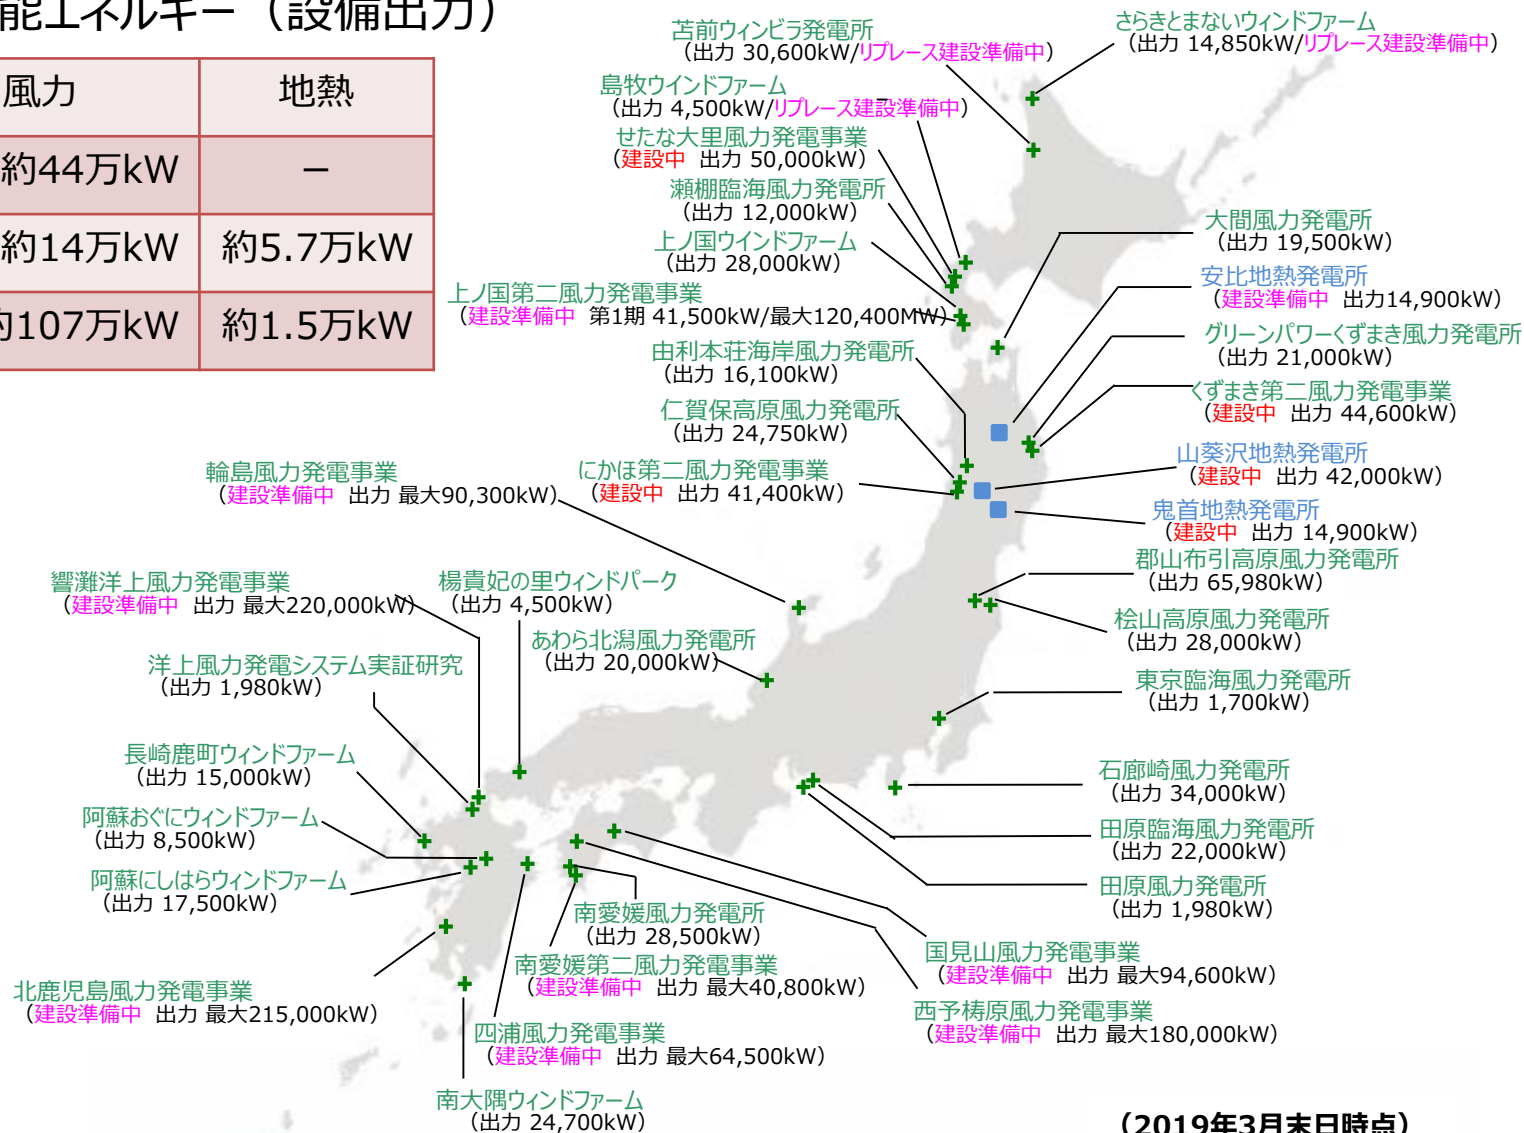 能エネルギー（設備出力）
風力 地熱
約44万kW －
約14万kW 約5.7万kW
約107万kW 約1.5万kW
苫前ウィンビラ発電所
（出力 30,600kW/リプレース建設準備中）
さらきとまないウィンドファーム
（出力 14,850kW/リプレース建設準備中）
島牧ウインドファーム
（出力 4,500kW/リプレース建設準備中）
せたな大里風力発電事業
（建設中 出力 50,000kW）
瀬棚臨海風力発電所
（出力 12,000kW）
上ノ国ウインドファーム
（出力 28,000kW）
上ノ国第二風力発電事業
（建設準備中 第1期 41,500kW/最大120,400MW）
大間風力発電所
（出力 19,500kW）
安比地熱発電所
（建設準備中 出力14,900kW）
グリーンパワーくずまき風力発電所
（出力 21,000kW）
くずまき第二風力発電事業
（建設中 出力 44,600kW）
由利本荘海岸風力発電所
（出力 16,100kW）
仁賀保高原風力発電所
（出力 24,750kW）
にかほ第二風力発電事業
（建設中 出力 41,400kW）
山葵沢地熱発電所
（建設中 出力 42,000kW）
鬼首地熱発電所
（建設中 出力 14,900kW）
輪島風力発電事業
（建設準備中 出力 最大90,300kW）
郡山布引高原風力発電所
（出力 65,980kW）
桧山高原風力発電所
（出力 28,000kW）
響灘洋上風力発電事業
（建設準備中 出力 最大220,000kW）
楊貴妃の里ウィンドパーク
（出力 4,500kW）
あわら北潟風力発電所
（出力 20,000kW）
洋上風力発電システム実証研究
（出力 1,980kW）
東京臨海風力発電所
（出力 1,700kW）
長崎鹿町ウィンドファーム
（出力 15,000kW）
石廊崎風力発電所
（出力 34,000kW）
阿蘇おぐにウィンドファーム
（出力 8,500kW）
田原臨海風力発電所
（出力 22,000kW）
阿蘇にしはらウィンドファーム
（出力 17,500kW）
田原風力発電所
（出力 1,980kW）
南愛媛風力発電所
（出力 28,500kW）
国見山風力発電事業
（建設準備中 出力 最大94,600kW）
南愛媛第二風力発電事業
（建設準備中 出力 最大40,800kW）
北鹿児島風力発電事業
（建設準備中 出力 最大215,000kW）
西予梼原風力発電事業
（建設準備中 出力 最大180,000kW）
四浦風力発電事業
（建設準備中 出力 最大64,500kW）
南大隅ウィンドファーム
（出力 24,700kW）
（2019年3月末日時点）